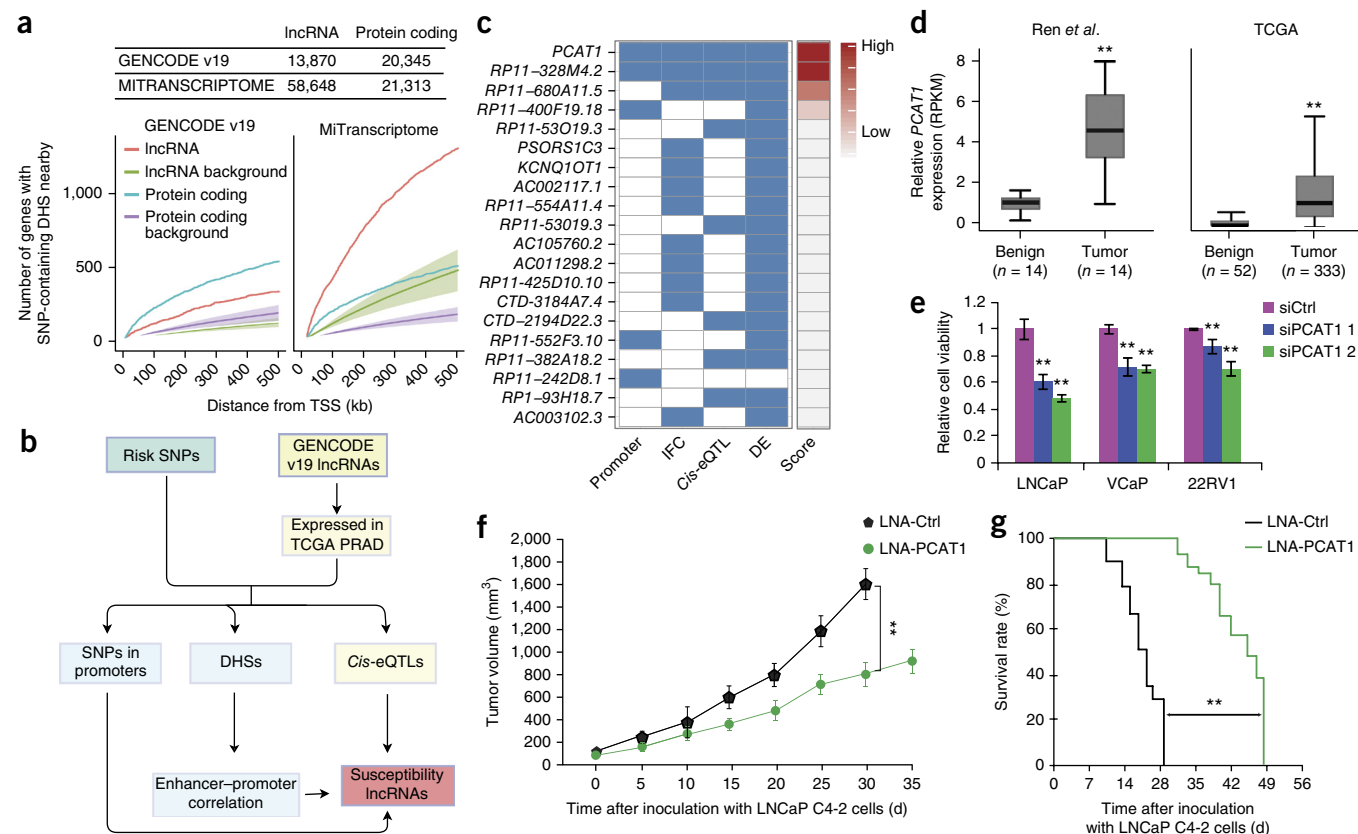 a
lncRNA Protein coding
GENCODE v19 13,870 20,345
MITRANSCRIPTOME 58,648 21,313
GENCODE v19
MiTranscriptome
lncRNA
lncRNA background
Protein coding
Protein coding
background
Number of genes with
SNP-containing DHS nearby
1,000
500
0
0 100 200 300 400 500
0 100 200 300 400 500
Distance from TSS (kb)
b
Risk SNPs
GENCODE
v19 lncRNAs
Expressed in
TCGA PRAD
SNPs in
promoters
DHSs
Cis-eQTLs
Enhancer–promoter
correlation
Susceptibility
lncRNAs
c
PCAT1
RP11–328M4.2
RP11–680A11.5
RP11–400F19.18
RP11-53O19.3
PSORS1C3
KCNQ1OT1
AC002117.1
RP11–554A11.4
RP11–53019.3
AC105760.2
AC011298.2
RP11–425D10.10
CTD-3184A7.4
CTD–2194D22.3
RP11–552F3.10
RP11–382A18.2
RP11–242D8.1
RP1–93H18.7
AC003102.3
Promoter IFC Cis-eQTL DE Score
High
Low
d
Ren et al.
TCGA
Relative PCAT1
expression (RPKM)
8
6
4
2
0
**
**
Benign
(n = 14)
Tumor
(n = 14)
Benign
(n = 52)
Tumor
(n = 333)
e
Relative cell viability
1.2
1.0
0.8
0.6
0.4
0.2
0
** **
** **
** **
LNCaP VCaP 22RV1
siCtrl
siPCAT1 1
siPCAT1 2
f
LNA-Ctrl
LNA-PCAT1
Tumor volume (mm3)
2,000
1,800
1,600
1,400
1,200
1,000
800
600
400
200
0
**
0 5 10 15 20 25 30 35
Time after inoculation with LNCaP C4-2 cells (d)
g
LNA-Ctrl
LNA-PCAT1
Survival rate (%)
100
80
60
40
20
0
**
0 7 14 21 28 35 42 49 56
Time after inoculation
with LNCaP C4-2 cells (d)